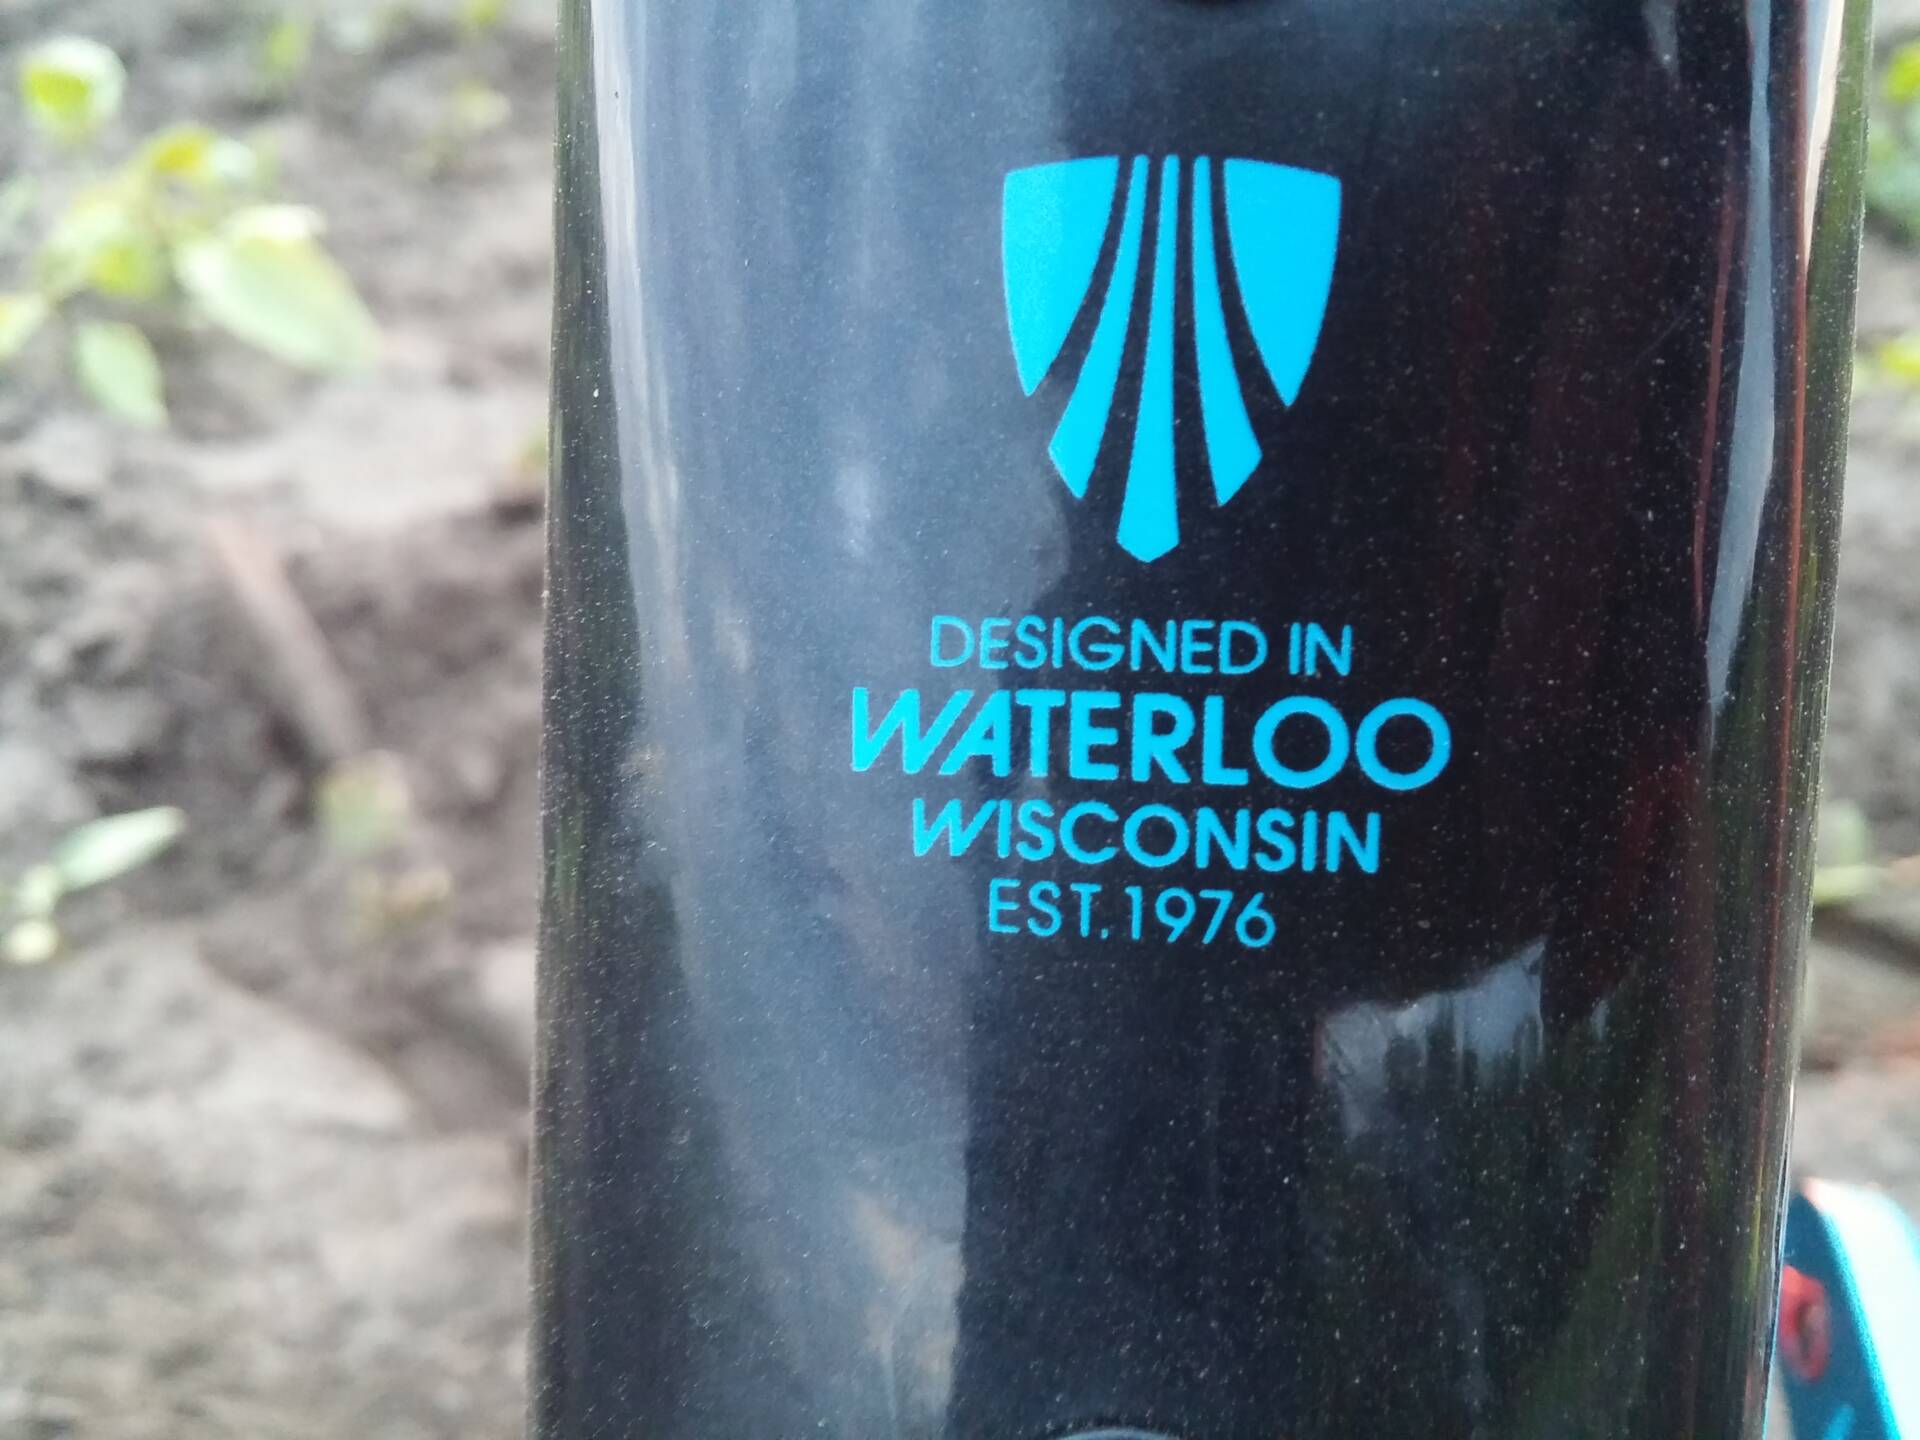 DESIGNED IN
WATERLOO
WISCONSIN
EST. 1976